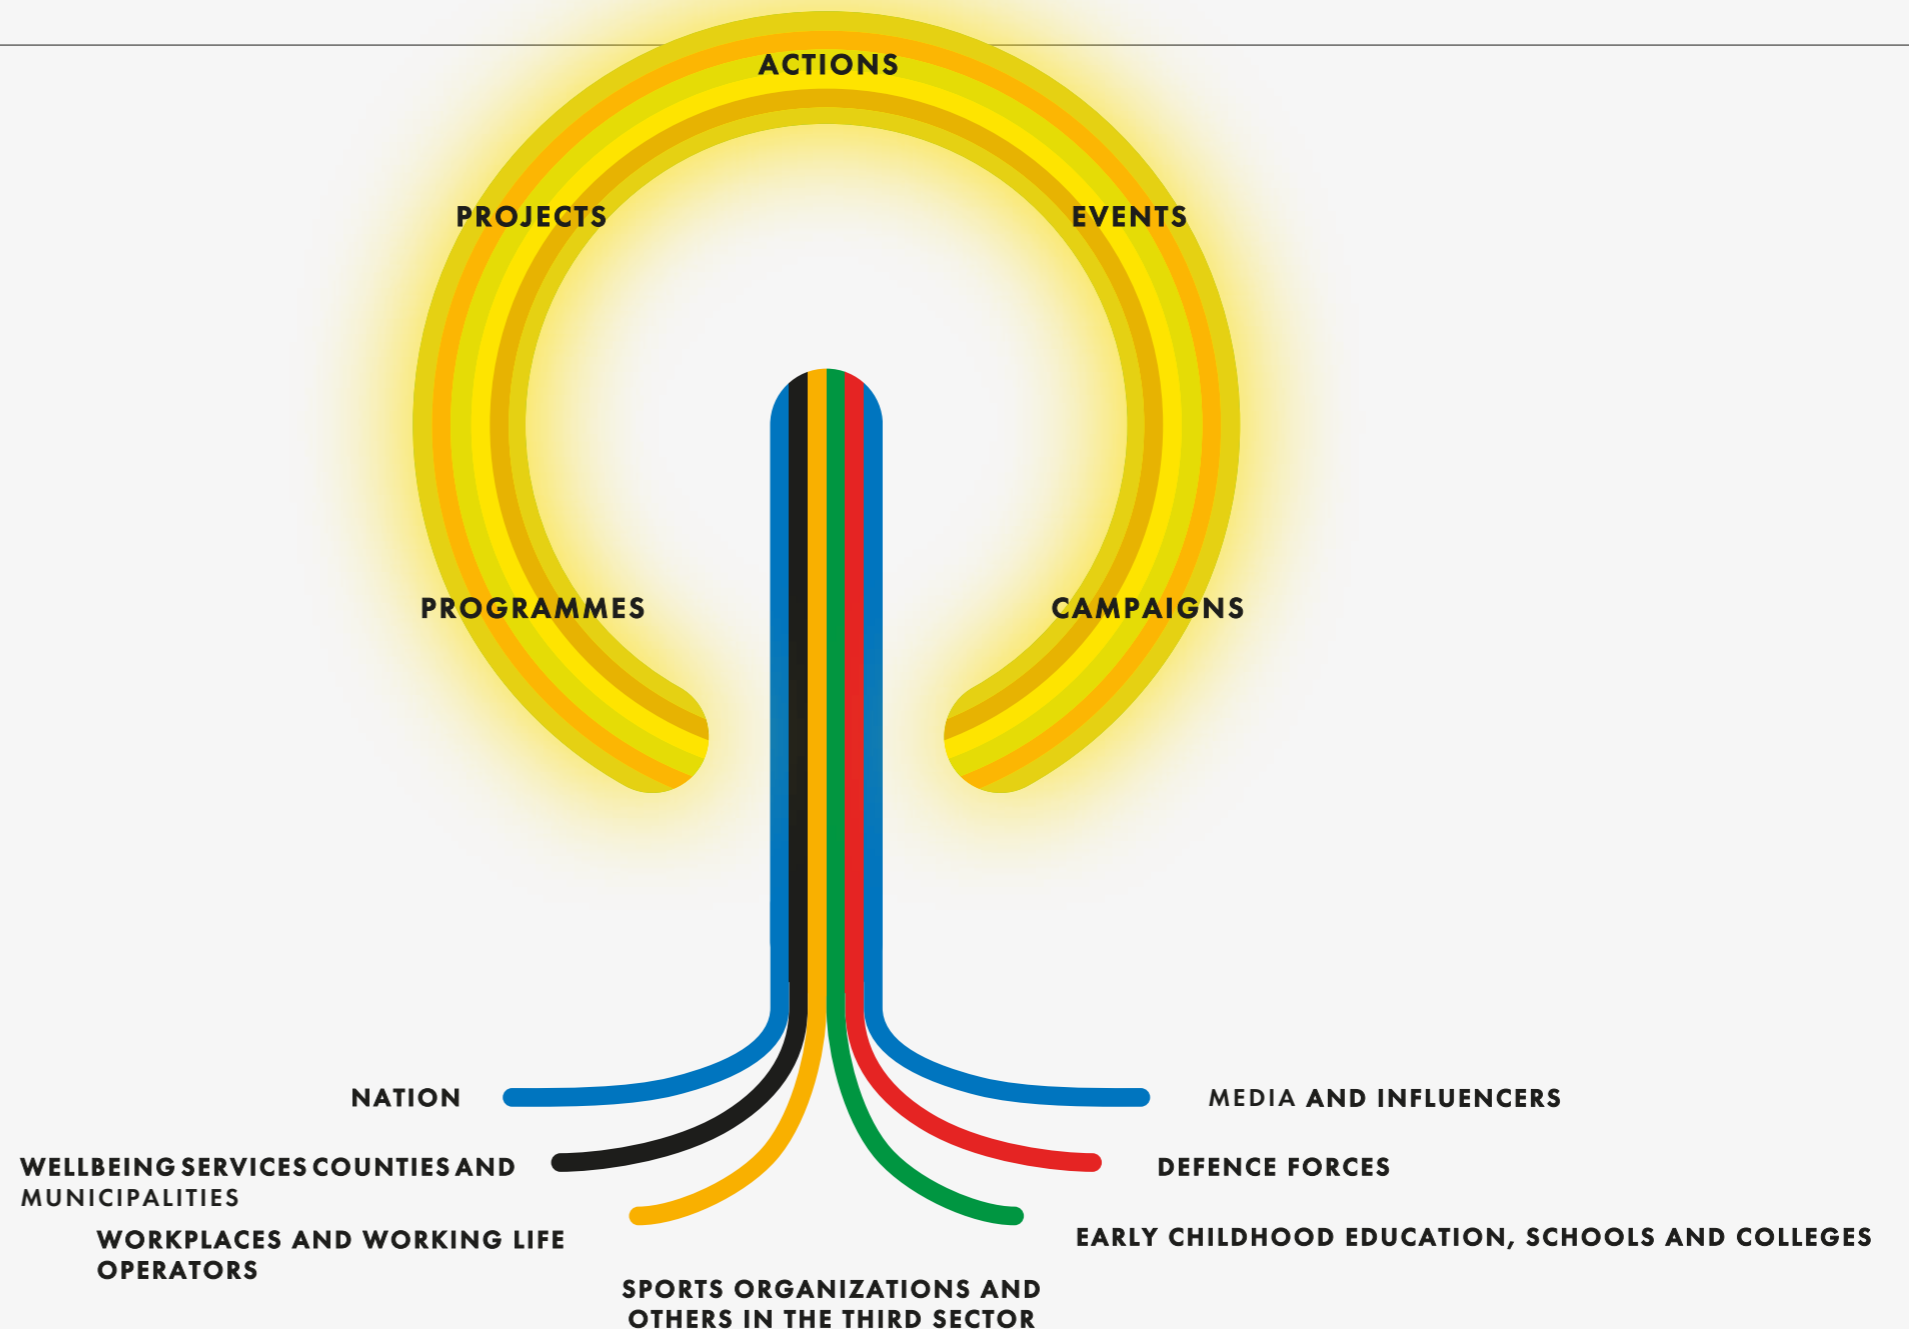 ACTIONS
PROJECTS
EVENTS
PROGRAMMES
CAMPAIGNS
NATION
MEDIA AND INFLUENCERS
WELLBEING SERVICES COUNTIES AND
MUNICIPALITIES
DEFENCE FORCES
WORKPLACES AND WORKING LIFE
OPERATORS
EARLY CHILDHOOD EDUCATION, SCHOOLS AND COLLEGES
SPORTS ORGANIZATIONS AND
OTHERS IN THE THIRD SECTOR